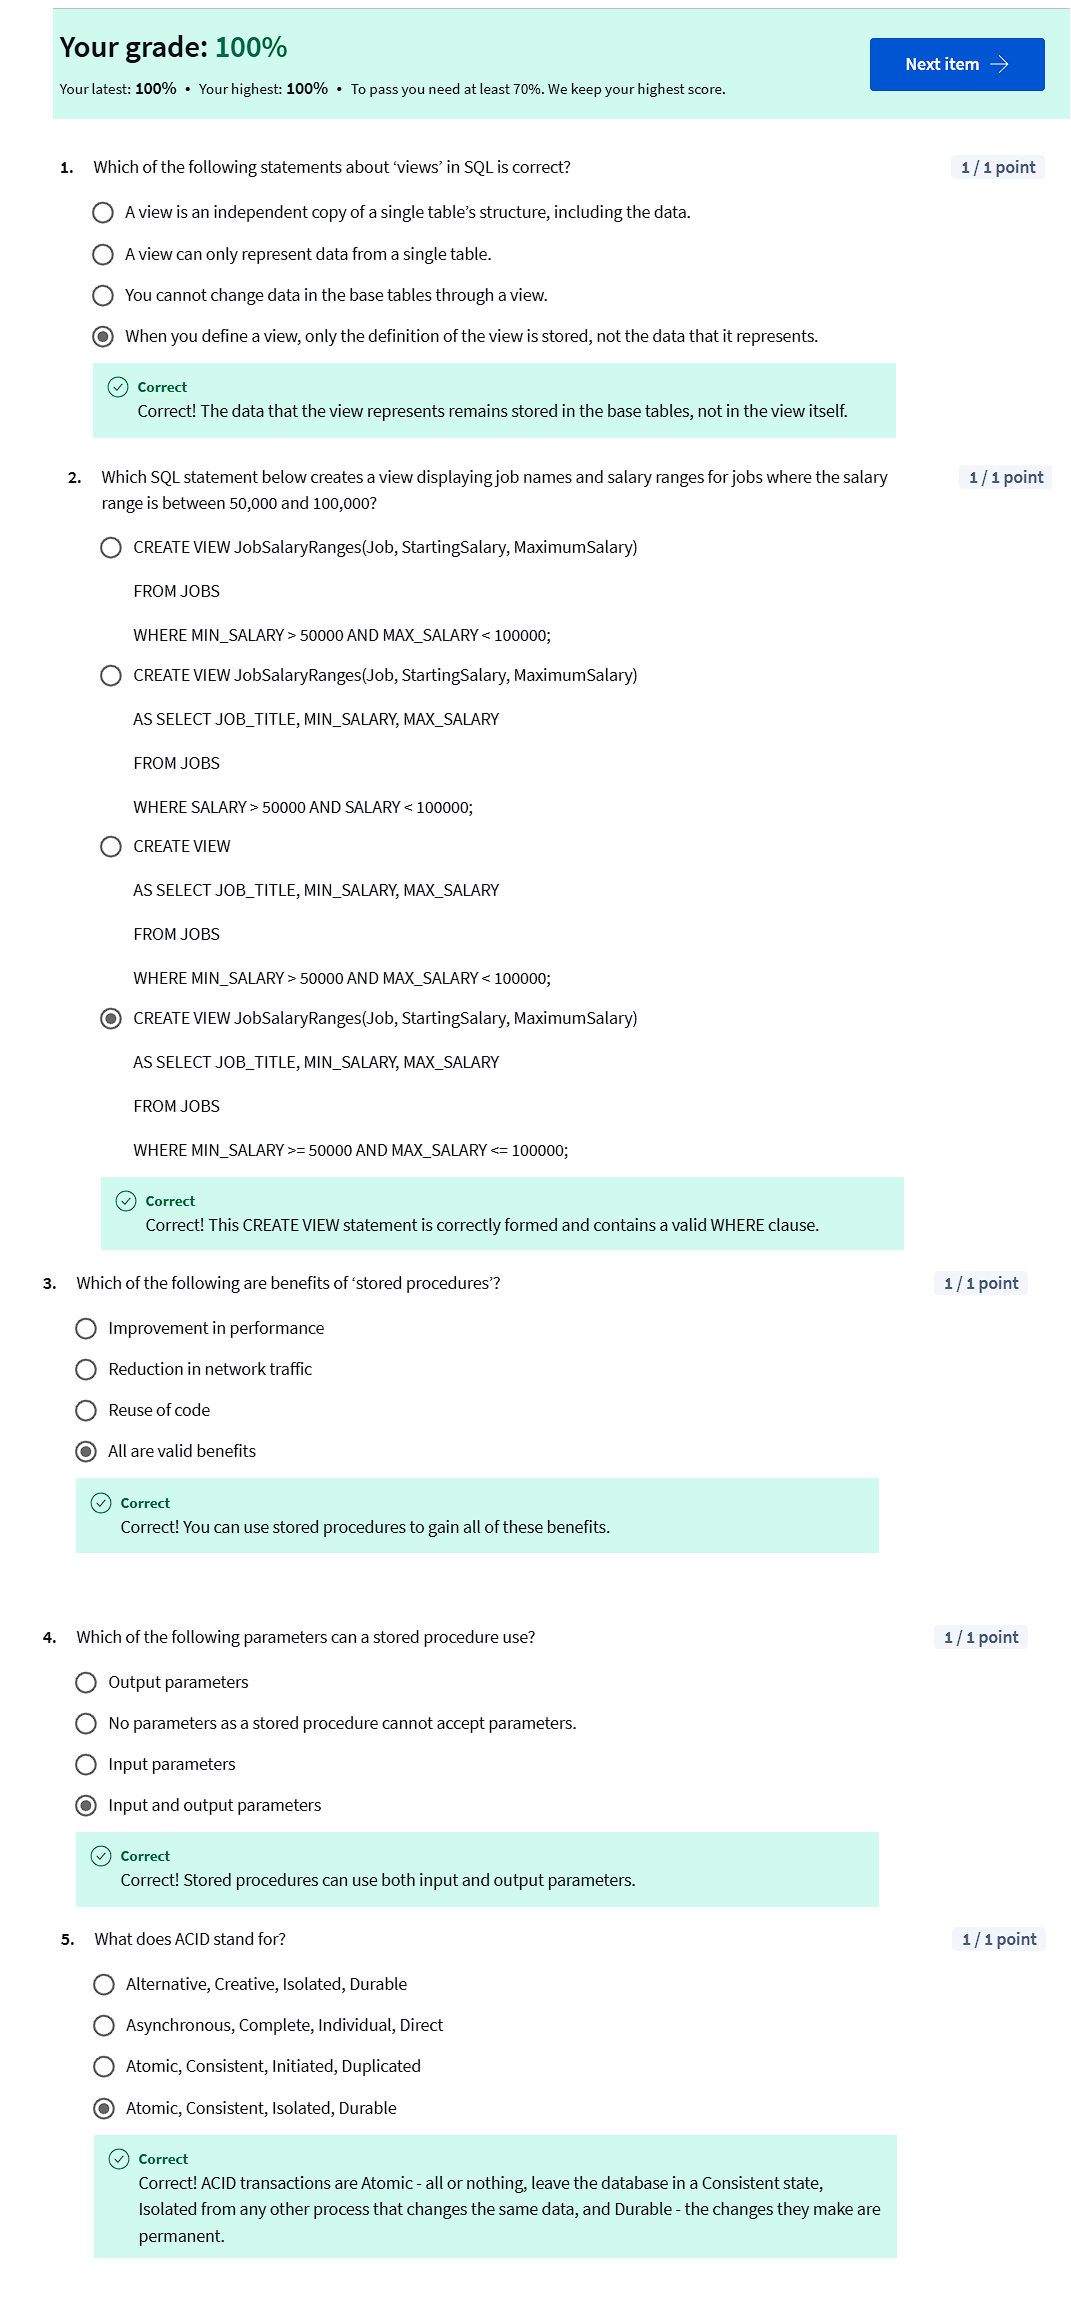 Your grade: 100%
Next item →
Your latest: 100% • Your highest: 100% • To pass you need at least 70%. We keep your highest score.
1. Which of the following statements about ‘views’ in SQL is correct?
1 / 1 point
A view is an independent copy of a single table’s structure, including the data.
A view can only represent data from a single table.
You cannot change data in the base tables through a view.
When you define a view, only the definition of the view is stored, not the data that it represents.
Correct
Correct! The data that the view represents remains stored in the base tables, not in the view itself.
2. Which SQL statement below creates a view displaying job names and salary ranges for jobs where the salary
range is between 50,000 and 100,000?
1 / 1 point
CREATE VIEW JobSalaryRanges(Job, StartingSalary, MaximumSalary)
FROM JOBS
WHERE MIN_SALARY > 50000 AND MAX_SALARY < 100000;
CREATE VIEW JobSalaryRanges(Job, StartingSalary, MaximumSalary)
AS SELECT JOB_TITLE, MIN_SALARY, MAX_SALARY
FROM JOBS
WHERE SALARY > 50000 AND SALARY < 100000;
CREATE VIEW
AS SELECT JOB_TITLE, MIN_SALARY, MAX_SALARY
FROM JOBS
WHERE MIN_SALARY > 50000 AND MAX_SALARY < 100000;
CREATE VIEW JobSalaryRanges(Job, StartingSalary, MaximumSalary)
AS SELECT JOB_TITLE, MIN_SALARY, MAX_SALARY
FROM JOBS
WHERE MIN_SALARY >= 50000 AND MAX_SALARY <= 100000;
Correct
Correct! This CREATE VIEW statement is correctly formed and contains a valid WHERE clause.
3. Which of the following are benefits of ‘stored procedures’?
1 / 1 point
Improvement in performance
Reduction in network traffic
Reuse of code
All are valid benefits
Correct
Correct! You can use stored procedures to gain all of these benefits.
4. Which of the following parameters can a stored procedure use?
1 / 1 point
Output parameters
No parameters as a stored procedure cannot accept parameters.
Input parameters
Input and output parameters
Correct
Correct! Stored procedures can use both input and output parameters.
5. What does ACID stand for?
1 / 1 point
Alternative, Creative, Isolated, Durable
Asynchronous, Complete, Individual, Direct
Atomic, Consistent, Initiated, Duplicated
Atomic, Consistent, Isolated, Durable
Correct
Correct! ACID transactions are Atomic - all or nothing, leave the database in a Consistent state,
Isolated from any other process that changes the same data, and Durable - the changes they make are
permanent.